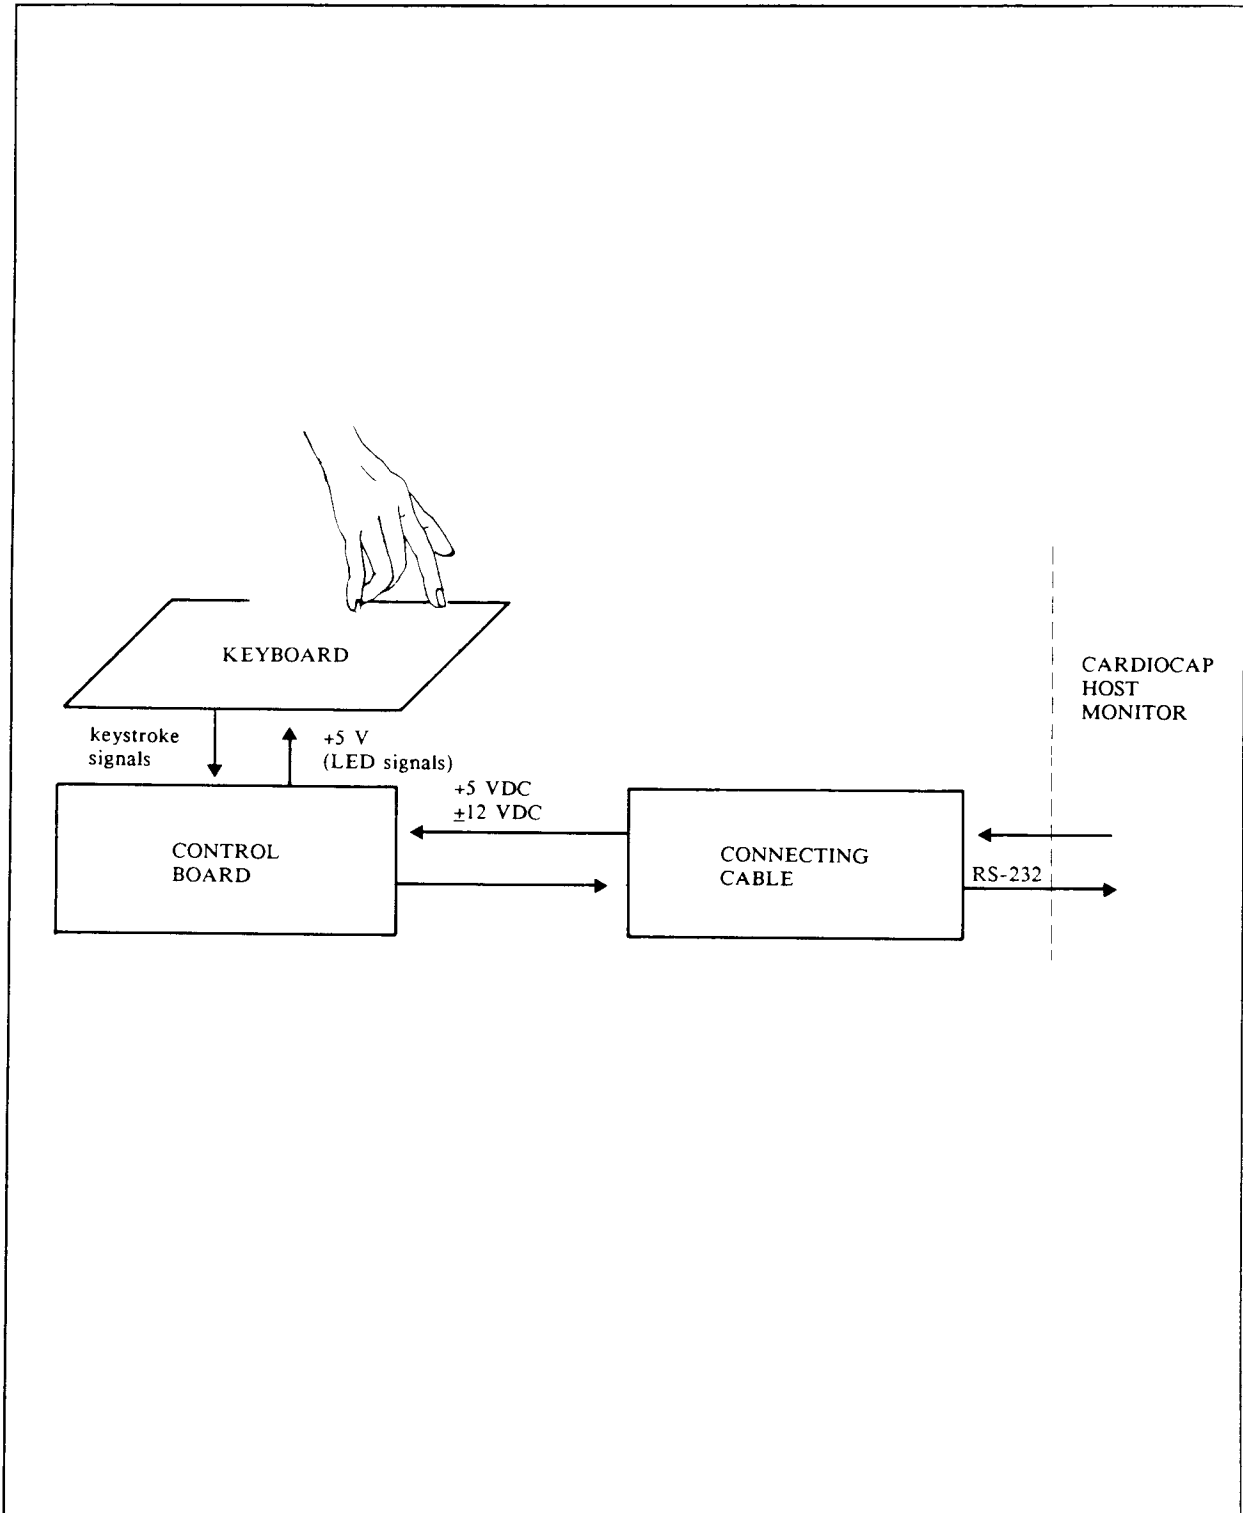 KEYBOARD
CARDIOCAP
HOST
MONITOR
keystroke
signals
+5 V
(LED signals)
+5 VDC
±12 VDC
CONTROL
BOARD
CONNECTING
CABLE
RS-232